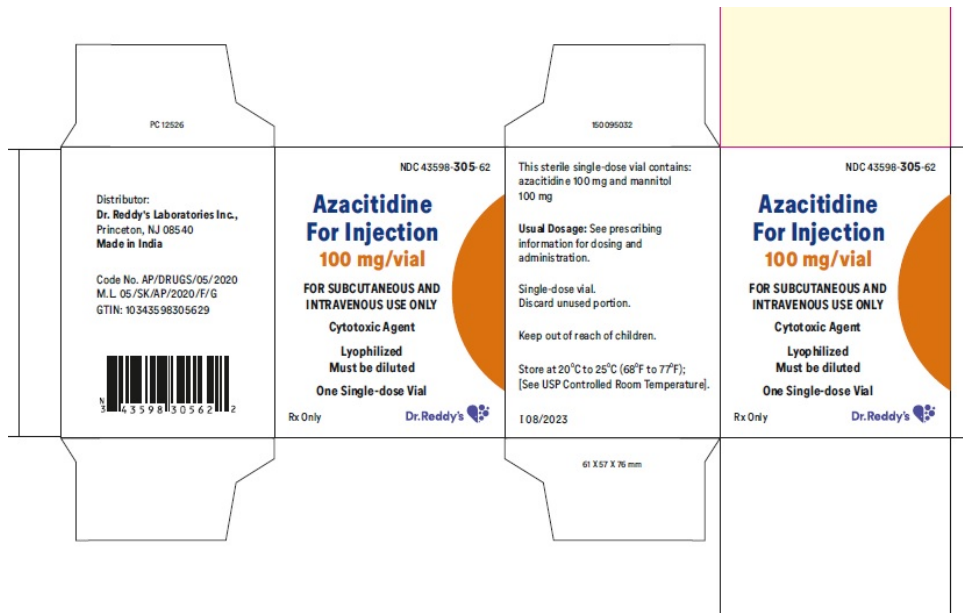 PC 12526
150095032
Distributor:
Dr. Reddy's Laboratories Inc.,
Princeton, NJ 08540
Made in India
Code No. AP/DRUGS/05/2020
M.L. 05/SK/AP/2020/F/G
GTIN: 10343598305629
N
3 43598 30562 2
NDC 43598-305-62
Azacitidine
For Injection
100 mg/vial
FOR SUBCUTANEOUS AND
INTRAVENOUS USE ONLY
Cytotoxic Agent
Lyophilized
Must be diluted
One Single-dose Vial
Rx Only
Dr.Reddy's
This sterile single-dose vial contains:
azacitidine 100 mg and mannitol
100 mg
Usual Dosage: See prescribing
information for dosing and
administration.
Single-dose vial.
Discard unused portion.
Keep out of reach of children.
Store at 20°C to 25°C (68°F to 77°F);
[See USP Controlled Room Temperature].
I 08/2023
NDC 43598-305-62
Azacitidine
For Injection
100 mg/vial
FOR SUBCUTANEOUS AND
INTRAVENOUS USE ONLY
Cytotoxic Agent
Lyophilized
Must be diluted
One Single-dose Vial
Rx Only
Dr.Reddy's
61 X 57 X 76 mm